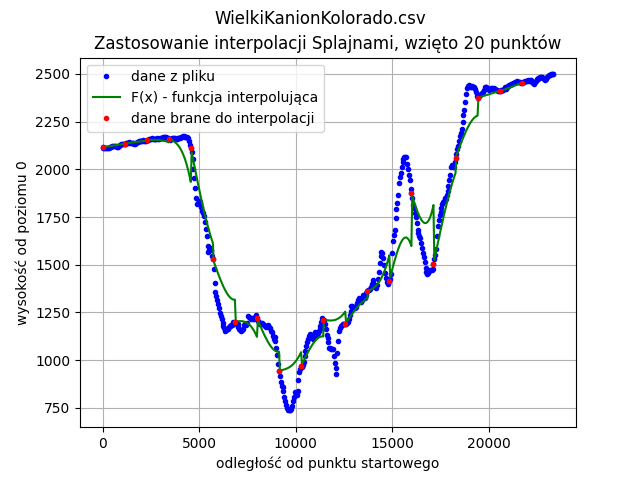 WielkiKanionKolorado.csv
Zastosowanie interpolacji Splajnami, wzięto 20 punktów
dane z pliku
F(x) - funkcja interpolująca
dane brane do interpolacji
wysokość od poziomu 0
2500
2250
2000
1750
1500
1250
1000
750
0 5000 10000 15000 20000
odległość od punktu startowego